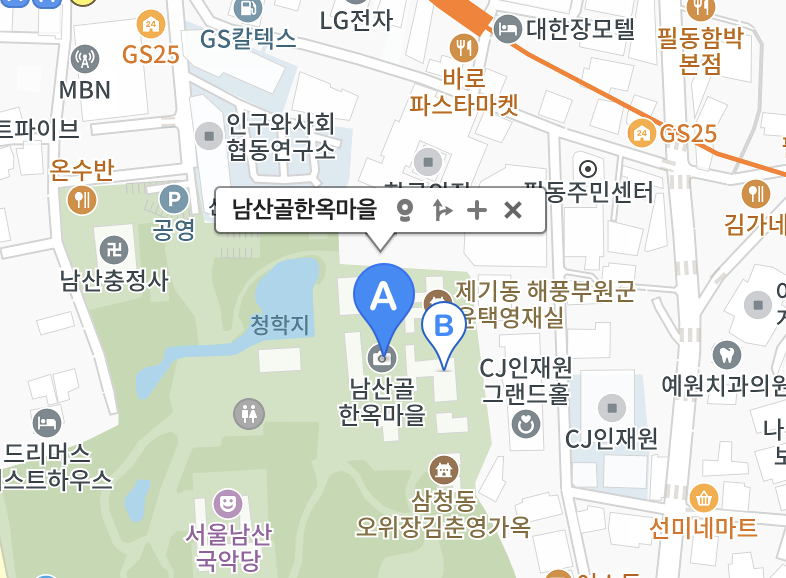 LG전자
대한장모텔
GS칼텍스
24
GS25
필동함박
본점
MBN
바로
파스타마켓
24
GS25
인구와사회
협동연구소
트파이브
온수반
필동주민센터
P
공영
김가네
남산골한옥마을
남산충정사
A
제기동 해풍부원군
윤택영재실
B
청학지
CJ인재원
그랜드홀
예원치과의원
남산골
한옥마을
CJ인재원
드리머스
스트하우스
삼청동
오위장김춘영가옥
서울남산
국악당
선미네마트